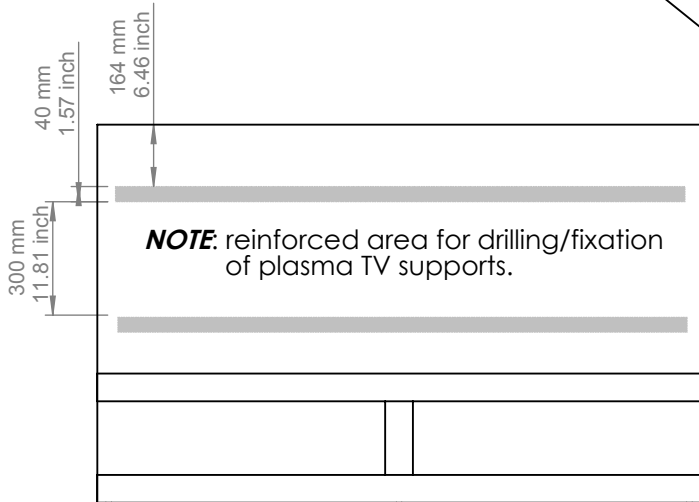 164 mm
6.46 inch
40 mm
1.57 inch
NOTE: reinforced area for drilling/fixation
of plasma TV supports.
300 mm
11.81 inch